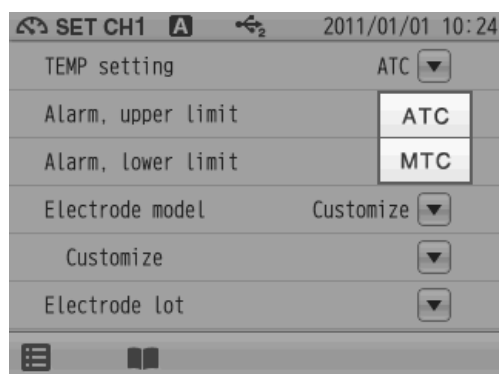 SET CH1 A 2 2011/01/01 10:24
TEMP setting ATC
Alarm, upper limit ATC
Alarm, lower limit MTC
Electrode model Customize
Customize
Electrode lot